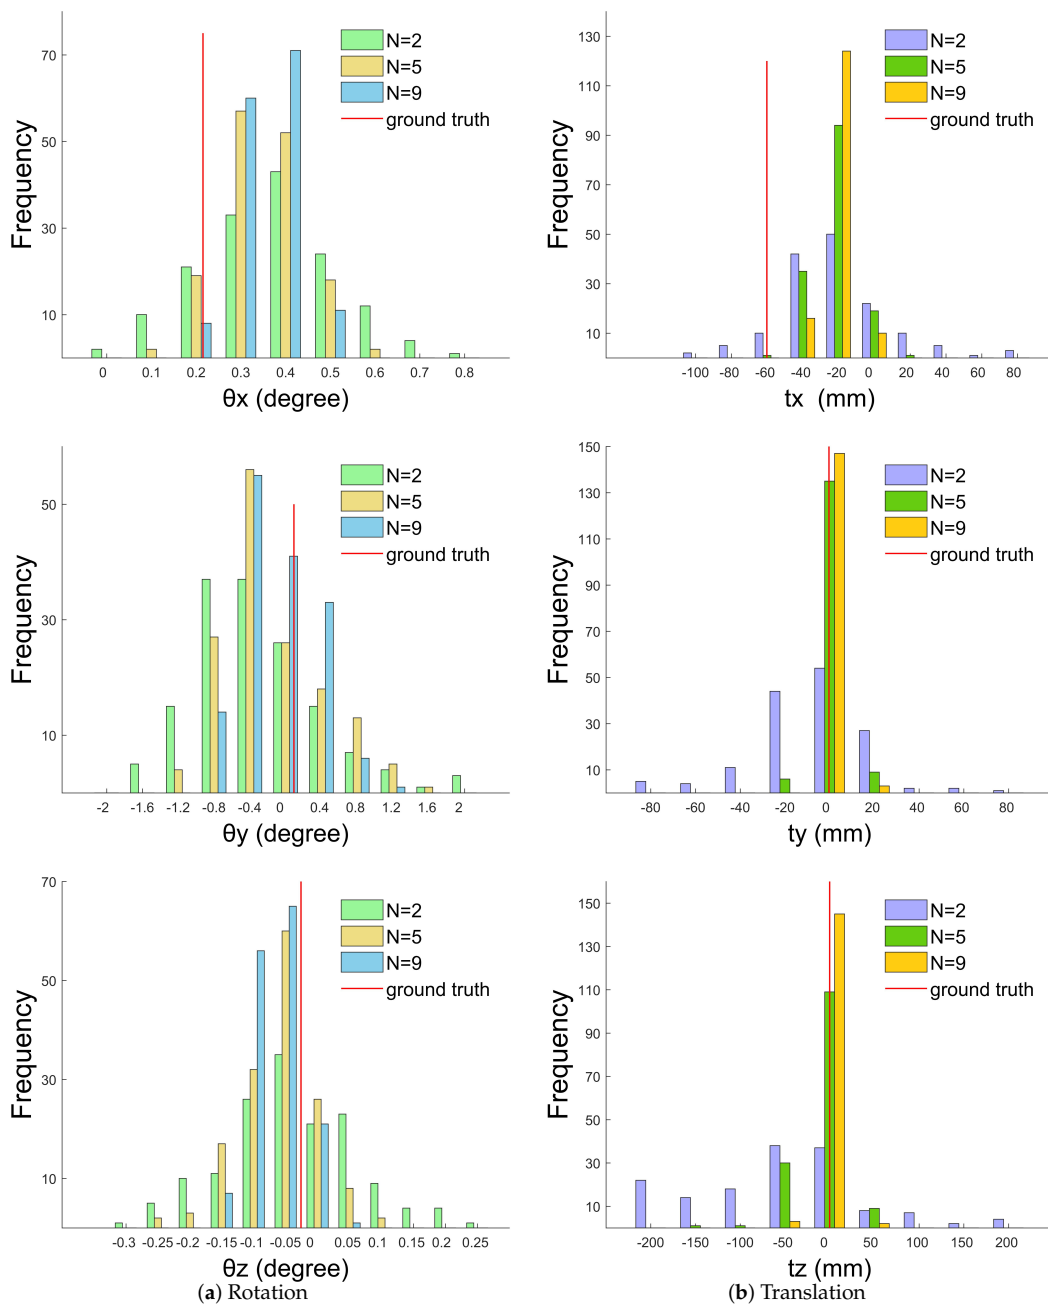 70
50
30
10
Frequency
N=2
N=5
N=9
ground truth
0 0.1 0.2 0.3 0.4 0.5 0.6 0.7 0.8
θx (degree)
130
110
90
70
50
30
10
Frequency
N=2
N=5
N=9
ground truth
-100 -80 -60 -40 -20 0 20 40 60 80
tx (mm)
50
30
10
Frequency
N=2
N=5
N=9
ground truth
-2 -1.6 -1.2 -0.8 -0.4 0 0.4 0.8 1.2 1.6 2
θy (degree)
150
130
110
90
70
50
30
10
Frequency
N=2
N=5
N=9
ground truth
-80 -60 -40 -20 0 20 40 60 80
ty (mm)
70
50
30
10
Frequency
N=2
N=5
N=9
ground truth
-0.3 -0.25 -0.2 -0.15 -0.1 -0.05 0 0.05 0.1 0.15 0.2 0.25
θz (degree)
150
130
110
90
70
50
30
10
Frequency
N=2
N=5
N=9
ground truth
-200 -150 -100 -50 0 50 100 150 200
tz (mm)
(a) Rotation
(b) Translation